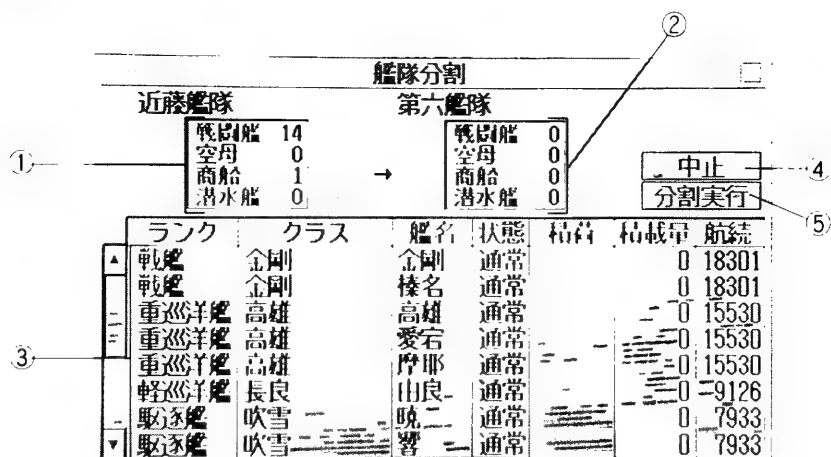 ②
艦隊分割
近藤艦隊 第六艦隊
戦闘艦 14 戦闘艦 0
① 空母 0 → 空母 0 中止 ④
商船 1 商船 0
潜水艦 0 潜水艦 0 分割実行 ⑤
ランク クラス 艦名 状態 積荷 積載量 航続
戦艦 金剛 金剛 通常 0 18301
戦艦 金剛 榛名 通常 0 18301
重巡洋艦 高雄 高雄 通常 0 15530
重巡洋艦 高雄 愛宕 通常 0 15530
③ 重巡洋艦 高雄 摩耶 通常 0 15530
軽巡洋艦 長良 由良 通常 0 9126
駆逐艦 吹雪 暁 通常 0 7933
駆逐艦 吹雪 響 通常 0 7933